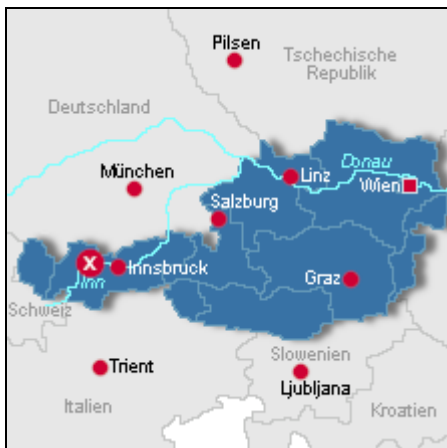 Pilsen
Tschechische
Republik
Deutschland
München
Donau
Linz
Wien
Salzburg
X
Innsbruck
Inn
Graz
Schweiz
Slowenien
Trient
Ljubljana
Italien
Kroatien